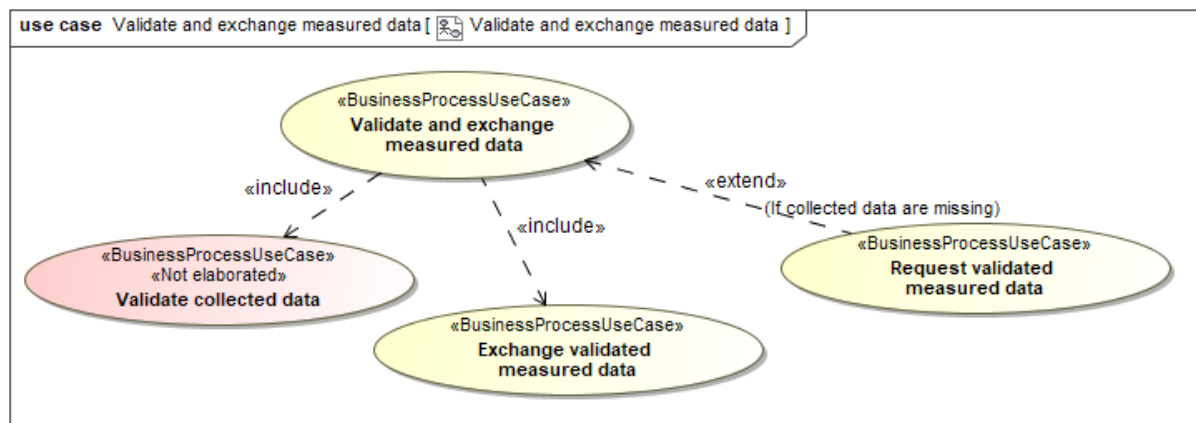 use case Validate and exchange measured data [ Validate and exchange measured data ]
«BusinessProcessUseCase»
Validate and exchange
measured data
«include»
«extend»
(If collected data are missing)
«include»
«BusinessProcessUseCase»
«Not elaborated»
Validate collected data
«BusinessProcessUseCase»
Request validated
measured data
«BusinessProcessUseCase»
Exchange validated
measured data